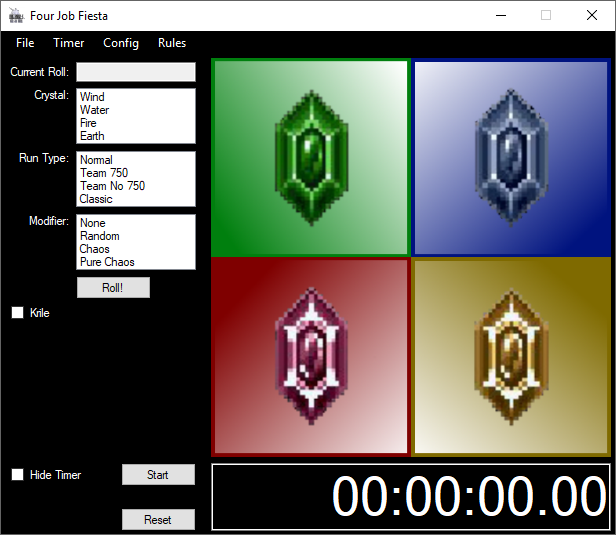 Four Job Fiesta
File Timer Config Rules
Current Roll:
Crystal:
Wind
Water
Fire
Earth
Run Type:
Normal
Team 750
Team No 750
Classic
Modifier:
None
Random
Chaos
Pure Chaos
Roll!
Krile
Hide Timer
Start
Reset
00:00:00.00